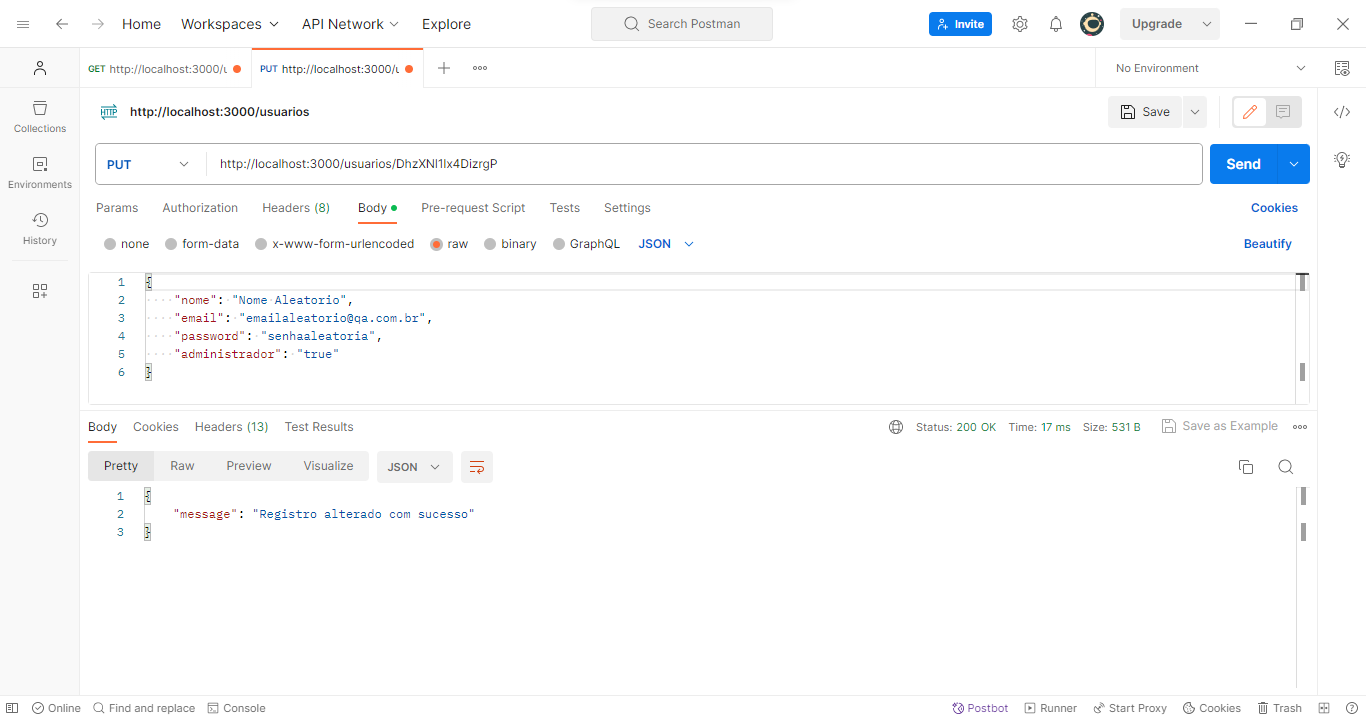 Home Workspaces API Network Explore Search Postman Invite Upgrade
GET http://localhost:3000/u PUT http://localhost:3000/u No Environment
HTTP http://localhost:3000/usuarios Save
Collections
PUT http://localhost:3000/usuarios/DhzXNl1lx4DizrgP Send
Environments
Params Authorization Headers (8) Body Pre-request Script Tests Settings Cookies
History
none form-data x-www-form-urlencoded raw binary GraphQL JSON Beautify
1 {
2 "nome": "Nome Aleatorio",
3 "email": "emailaleatorio@qa.com.br",
4 "password": "senhaaleatoria",
5 "administrador": "true"
6 }
Body Cookies Headers (13) Test Results Status: 200 OK Time: 17 ms Size: 531 B Save as Example
Pretty Raw Preview Visualize JSON
1 {
2 "message": "Registro alterado com sucesso"
3 }
Online Find and replace Console Postbot Runner Start Proxy Cookies Trash